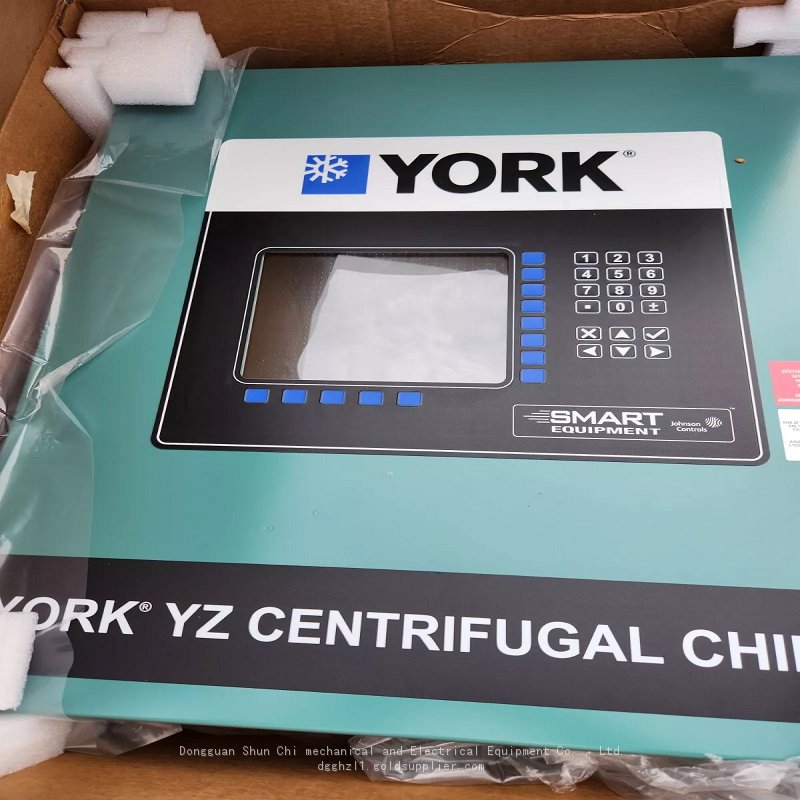 YORK®
1 2 3
4 5 6
7 8 9
0 ±
SMART
EQUIPMENT
Johnson
Controls
™
YORK® YZ CENTRIFUGAL
Dongguan Shun Chi mechanical and Electrical Equipment Co. , Ltd.
dgghzl1.goldsupplier.com